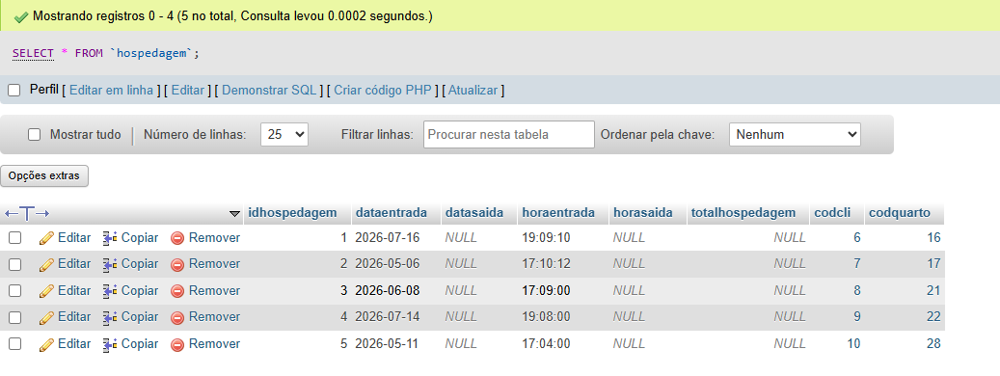 Mostrando registros 0 - 4 (5 no total, Consulta levou 0.0002 segundos.)
SELECT * FROM `hospedagem`;
Perfil [ Editar em linha ] [ Editar ] [ Demonstrar SQL ] [ Criar código PHP ] [ Atualizar ]
Mostrar tudo Número de linhas: 25 Filtrar linhas: Procurar nesta tabela Ordenar pela chave: Nenhum
Opções extras
idhospedagem dataentrada datasaida horaentrada horasaida totalhospedagem codcli codquarto
Editar Copiar Remover 1 2026-07-16 NULL 19:09:10 NULL NULL 6 16
Editar Copiar Remover 2 2026-05-06 NULL 17:10:12 NULL NULL 7 17
Editar Copiar Remover 3 2026-06-08 NULL 17:09:00 NULL NULL 8 21
Editar Copiar Remover 4 2026-07-14 NULL 19:08:00 NULL NULL 9 22
Editar Copiar Remover 5 2026-05-11 NULL 17:04:00 NULL NULL 10 28